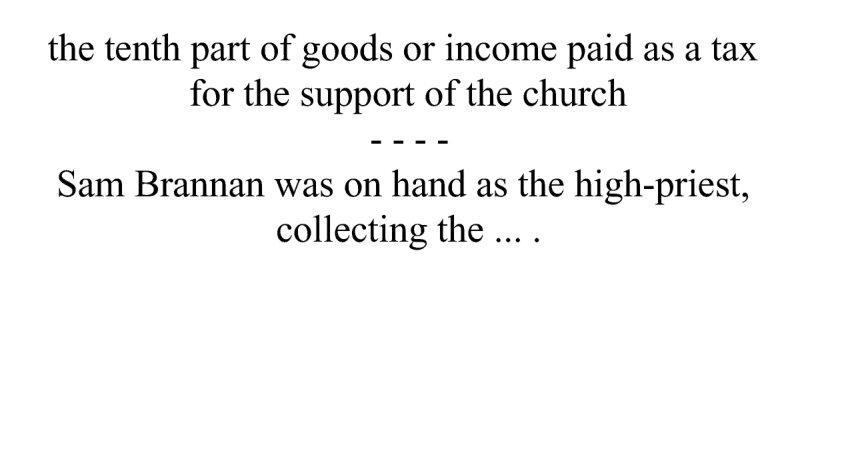 the tenth part of goods or income paid as a tax
for the support of the church
- - - -
Sam Brannan was on hand as the high-priest,
collecting the ... .